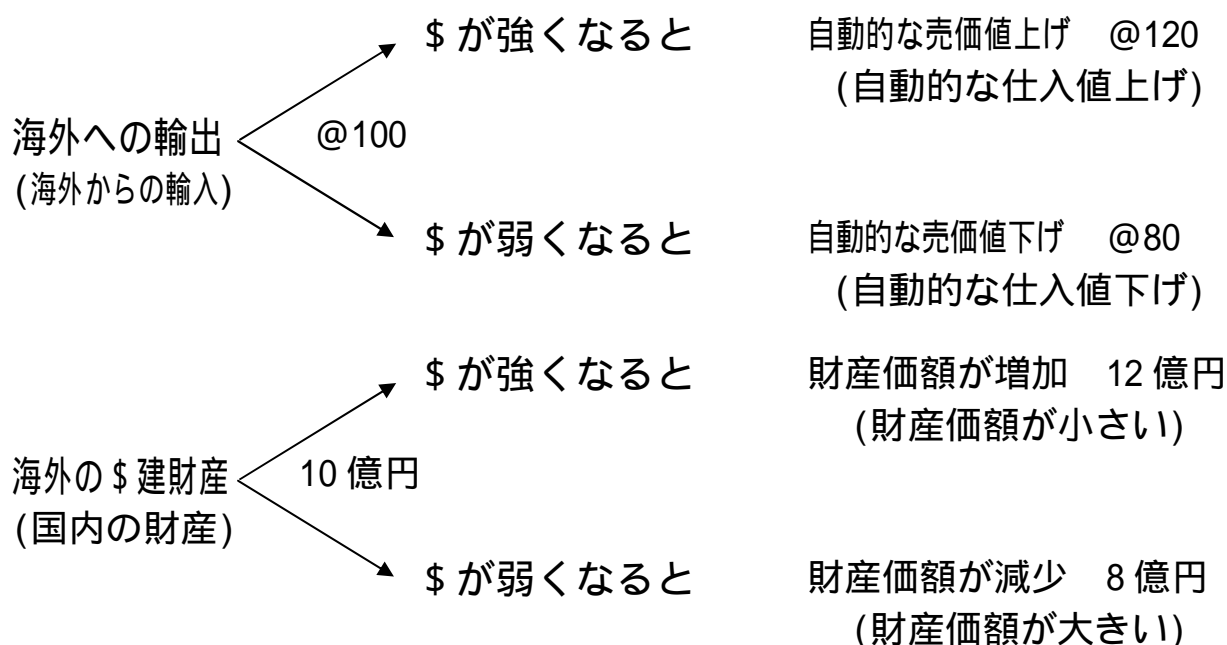 $が強くなると 自動的な売価値上げ @120
(自動的な仕入値上げ)
海外への輸出 @100
(海外からの輸入)
$が弱くなると 自動的な売価値下げ @80
(自動的な仕入値下げ)
$が強くなると 財産価額が増加 12億円
(財産価額が小さい)
海外の$建財産 10億円
(国内の財産)
$が弱くなると 財産価額が減少 8億円
(財産価額が大きい)